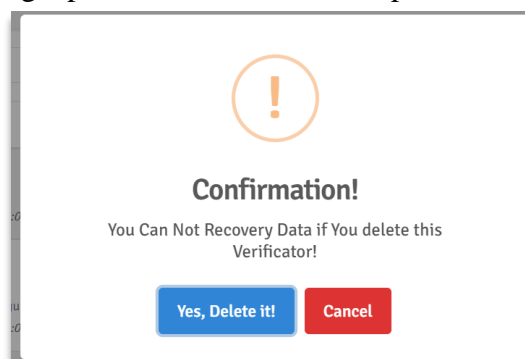 Confirmation!
You Can Not Recovery Data if You delete this
Verificator!
Yes, Delete it!
Cancel